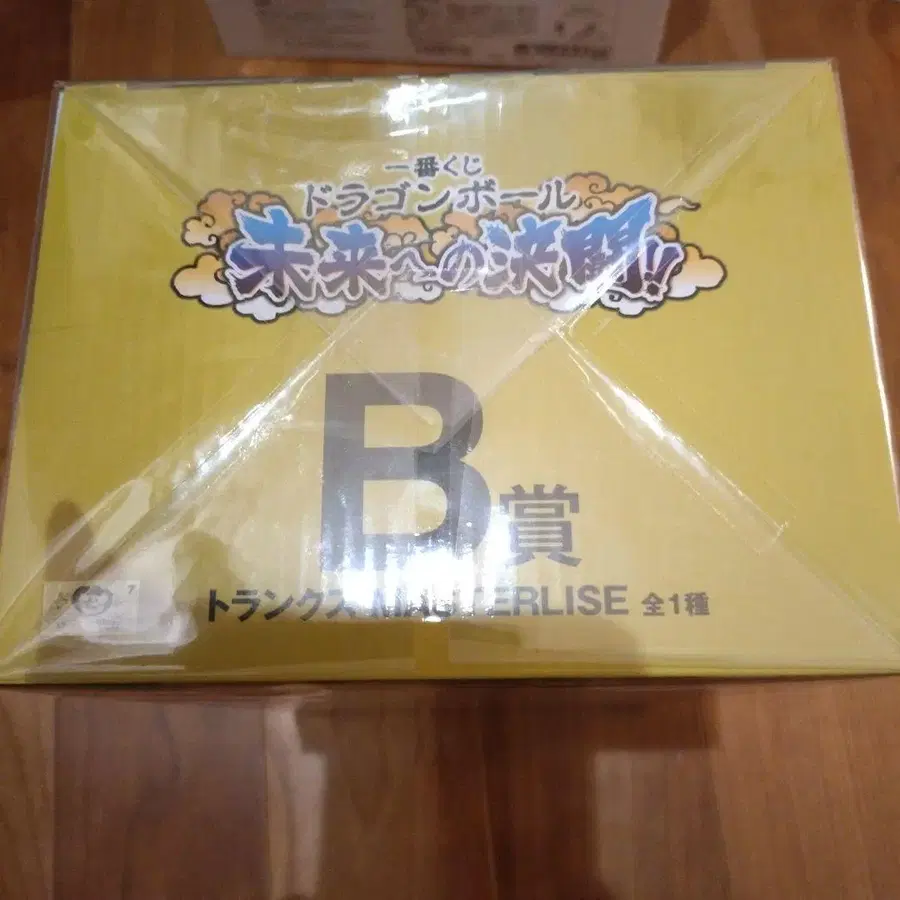 一番くじ
ドラゴンボール
未来への決闘!!
B賞
トランクス MASTERLISE 全1種
7